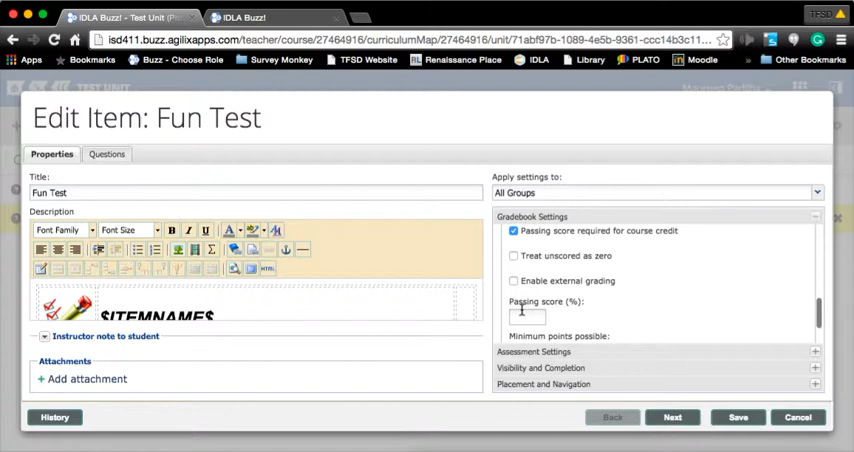 IDLA Buzz! - Test Unit (Pr
IDLA Buzz!
TFSD
isd411.buzz.agilixapps.com/teacher/course/27464916/curriculumMap/27464916/unit/71abf97b-1089-4e5b-9361-ccc14b3c11
Apps Bookmarks Buzz - Choose Role Survey Monkey TFSD Website RL Renaissance Place IDLA Library PLATO Moodle Other Bookmarks
TEST UNIT
Edit Item: Fun Test
Properties Questions
Title:
Fun Test
Description
Font Family Font Size B I U A
HTML
$ITEMNAME$
Instructor note to student
Attachments
+ Add attachment
Apply settings to:
All Groups
Gradebook Settings
Passing score required for course credit
Treat unscored as zero
Enable external grading
Passing score (%):
Minimum points possible:
Assessment Settings
Visibility and Completion
Placement and Navigation
History Back Next Save Cancel